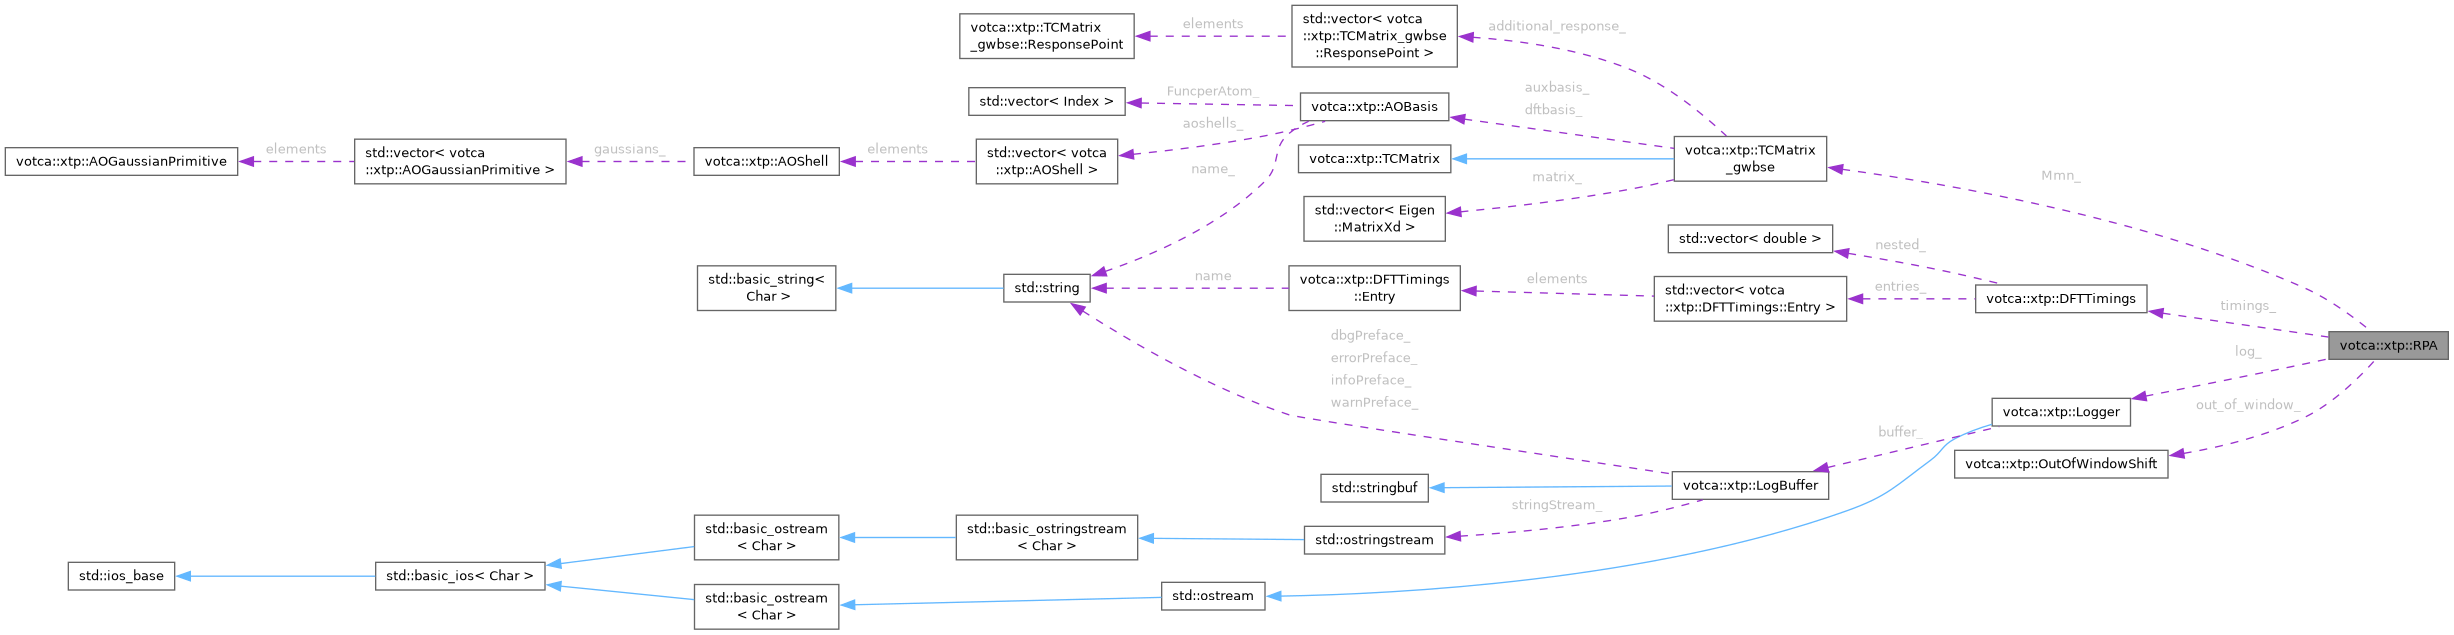 votca::xtp::TCMatrix
_gwbse::ResponsePoint
elements
std::vector< votca
::xtp::TCMatrix_gwbse
::ResponsePoint >
additional_response_
std::vector< Index >
FuncperAtom_
votca::xtp::AOBasis
auxbasis_
dftbasis_
aoshells_
votca::xtp::AOGaussianPrimitive
elements
std::vector< votca
::xtp::AOGaussianPrimitive >
gaussians_
votca::xtp::AOShell
elements
std::vector< votca
::xtp::AOShell >
name_
votca::xtp::TCMatrix
votca::xtp::TCMatrix
_gwbse
Mmn_
matrix_
std::vector< Eigen
::MatrixXd >
std::vector< double >
nested_
std::basic_string<
Char >
std::string
name
votca::xtp::DFTTimings
::Entry
elements
std::vector< votca
::xtp::DFTTimings::Entry >
entries_
votca::xtp::DFTTimings
timings_
votca::xtp::RPA
dbgPreface_
errorPreface_
infoPreface_
warnPreface_
log_
votca::xtp::Logger
out_of_window_
buffer_
votca::xtp::OutOfWindowShift
std::stringbuf
votca::xtp::LogBuffer
stringStream_
std::basic_ostream
< Char >
std::basic_ostringstream
< Char >
std::ostringstream
std::ios_base
std::basic_ios< Char >
std::basic_ostream
< Char >
std::ostream